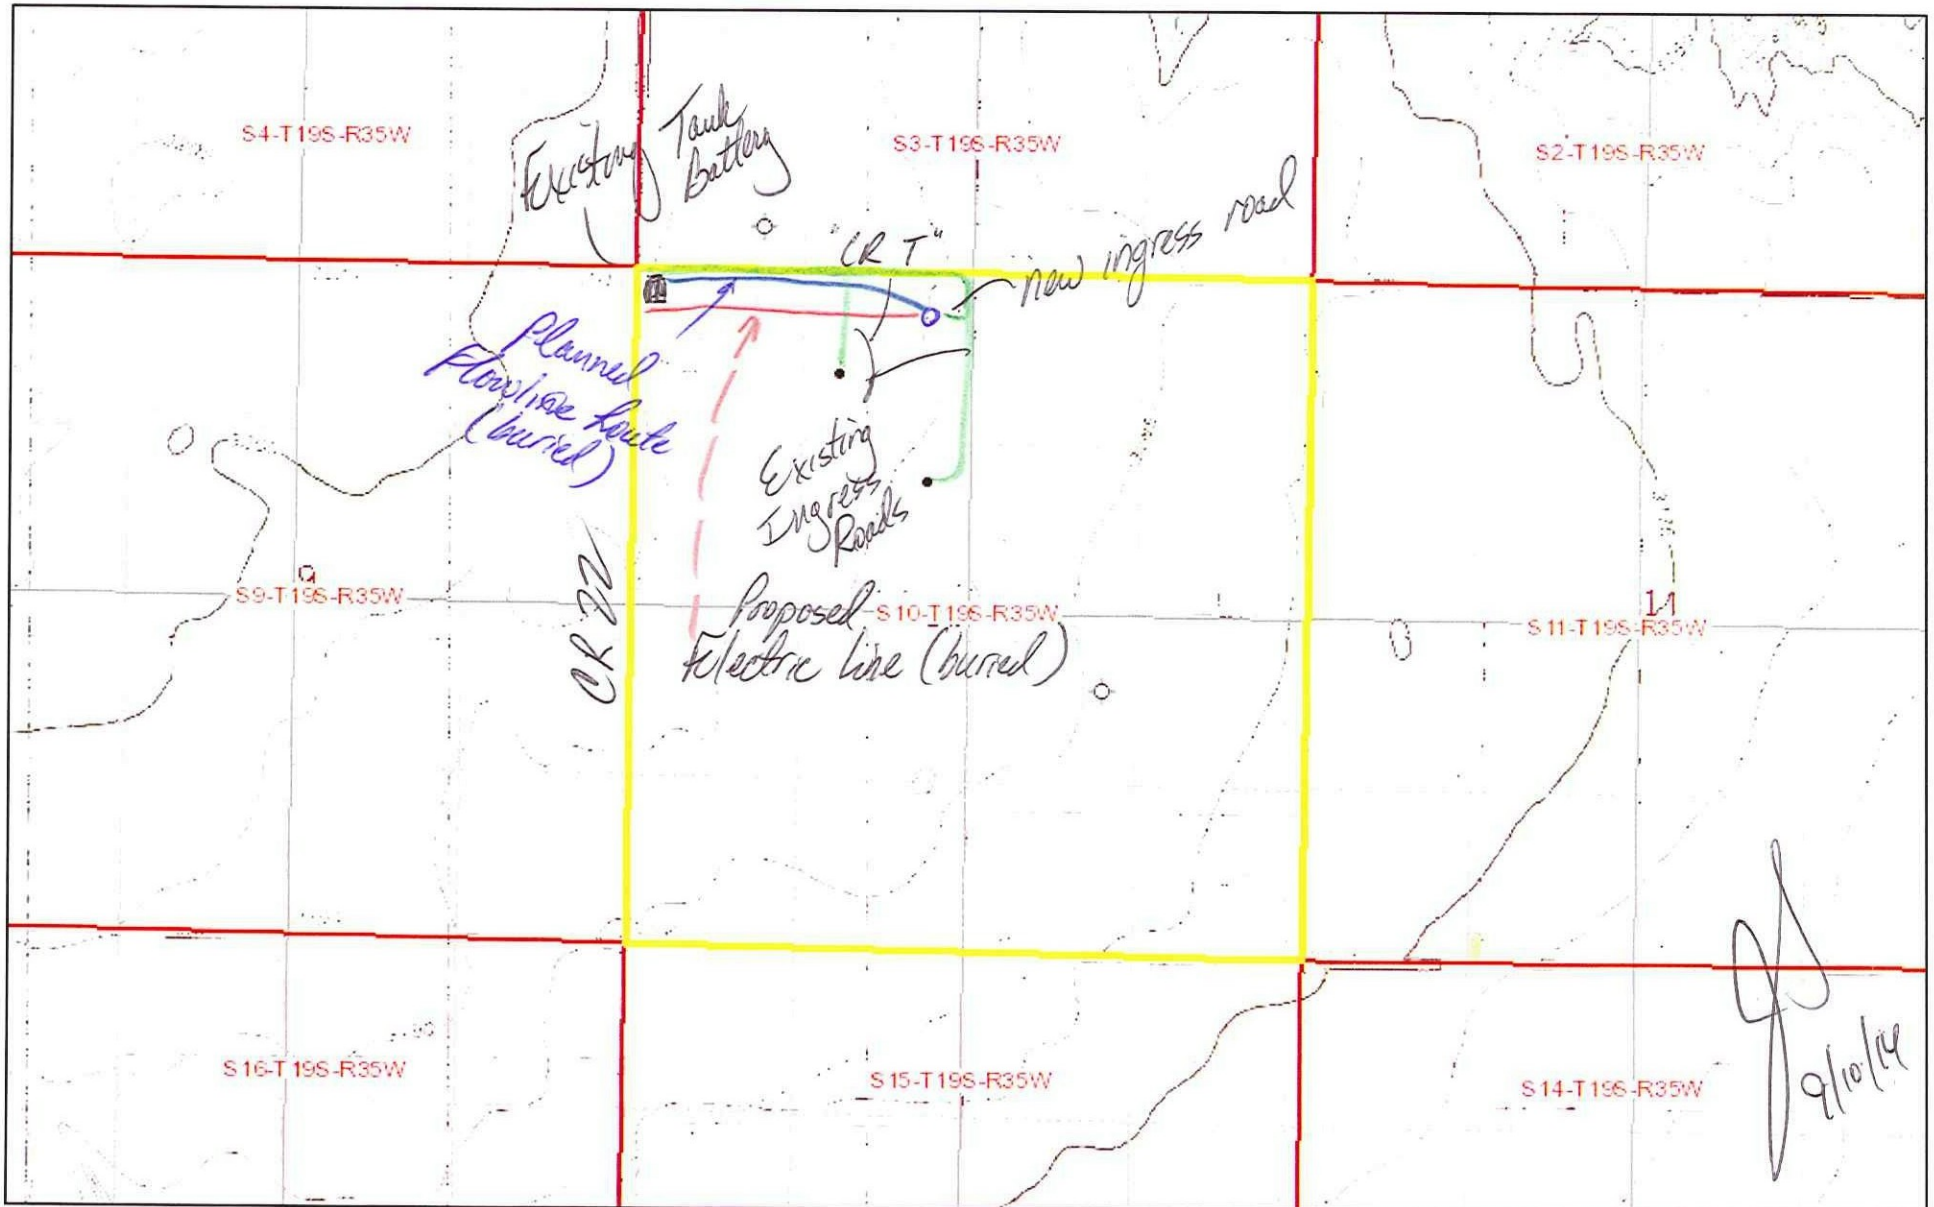 S4-T19S-R35W
Existing Tank
Battery
S3-T19S-R35W
S2-T19S-R35W
"CR T"
new ingress road
Planned
Flowline Route
(buried)
Existing
Ingress
Roads
CR 22
S9-T19S-R35W
Proposed
Electric Line (buried)
S10-T19S-R35W
11
S11-T19S-R35W
S16-T19S-R35W
S15-T19S-R35W
S14-T19S-R35W
9/10/14